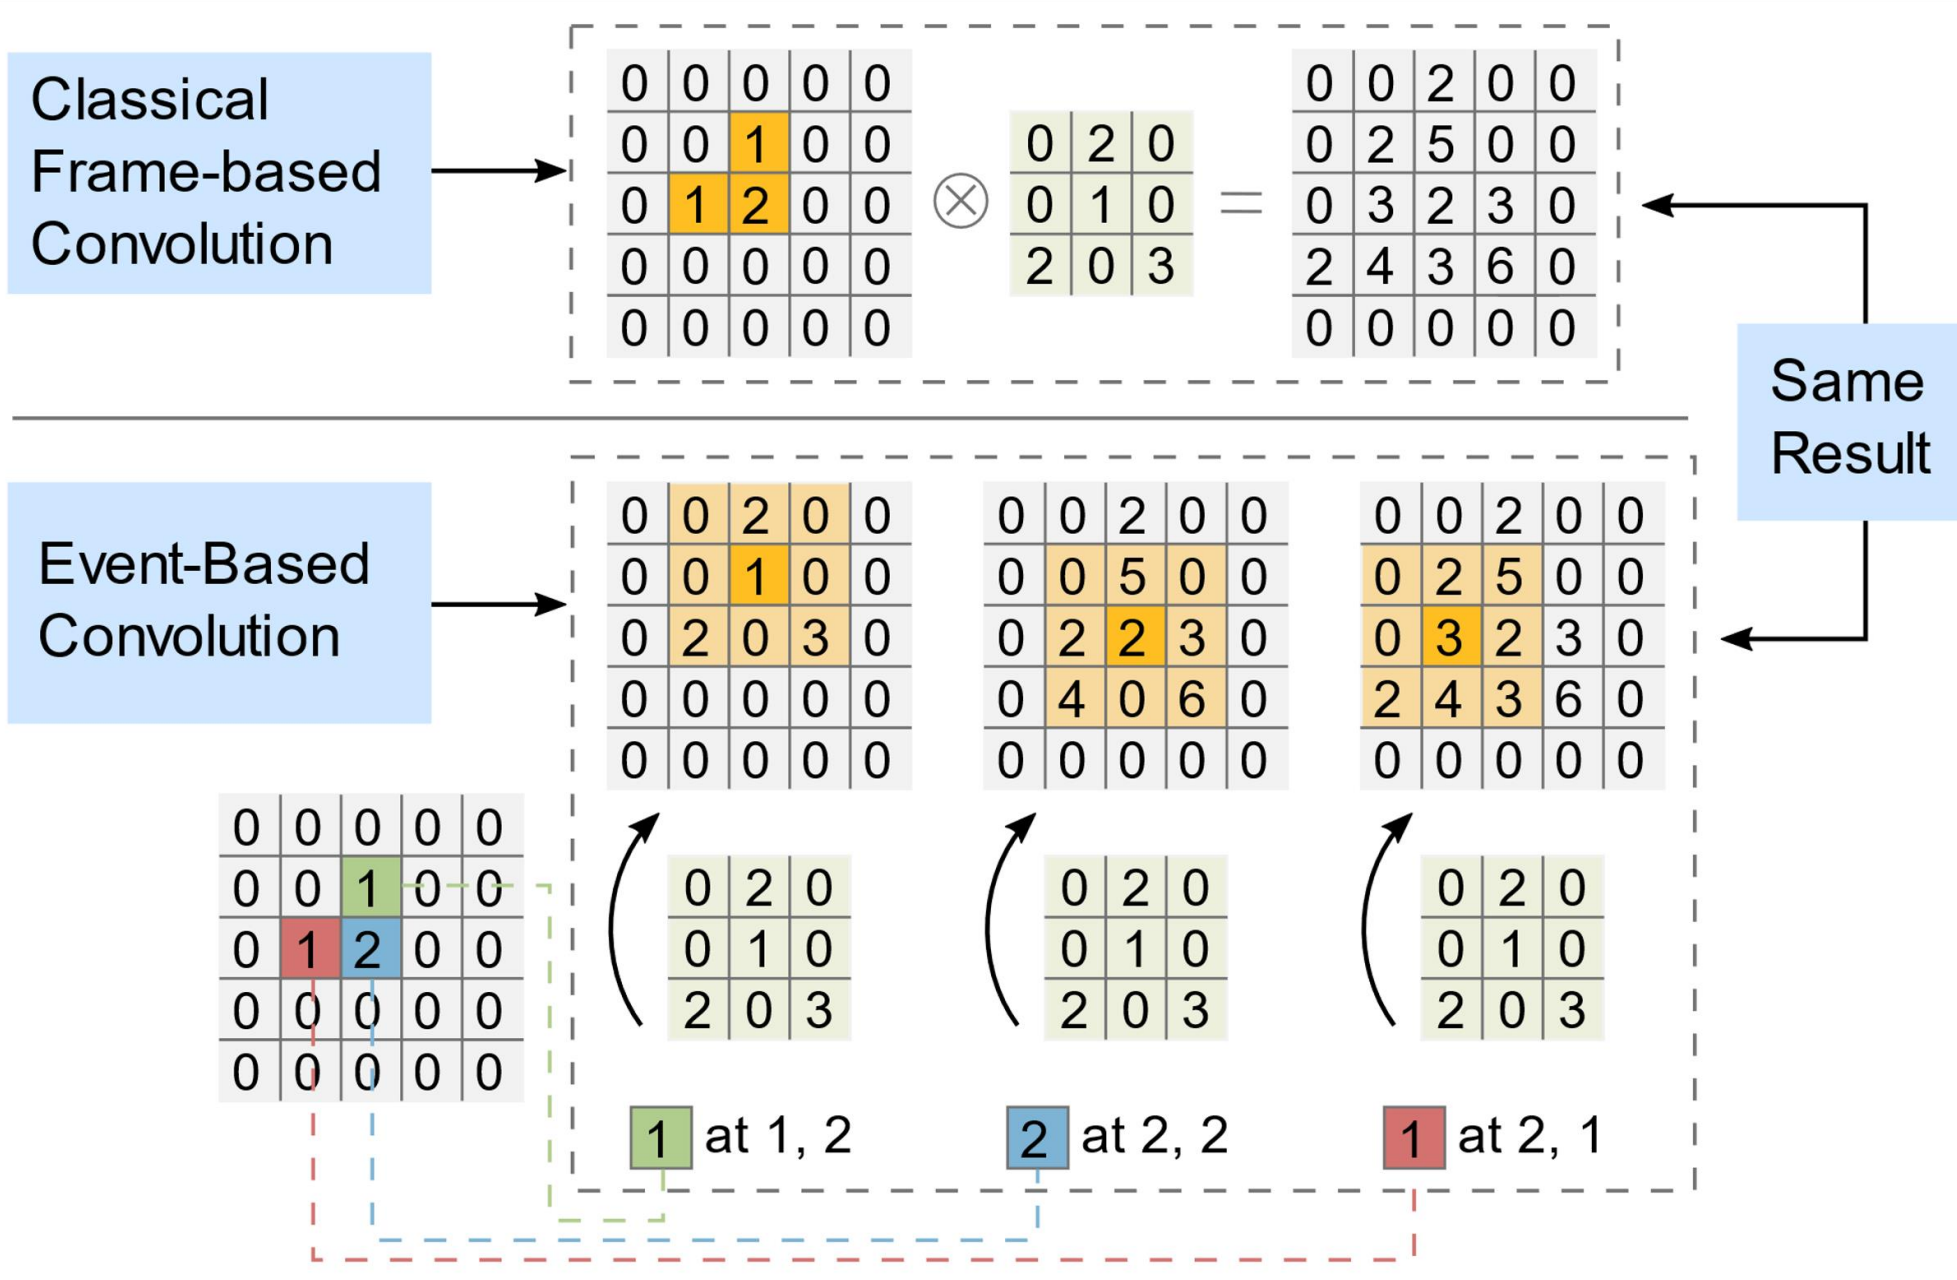 Classical
Frame-based
Convolution
0 0 0 0 0
0 0 1 0 0
0 1 2 0 0
0 0 0 0 0
0 0 0 0 0
⊗
0 2 0
0 1 0
2 0 3
=
0 0 2 0 0
0 2 5 0 0
0 3 2 3 0
2 4 3 6 0
0 0 0 0 0
Same
Result
Event-Based
Convolution
0 0 2 0 0
0 0 1 0 0
0 2 0 3 0
0 0 0 0 0
0 0 0 0 0
0 0 2 0 0
0 0 5 0 0
0 2 2 3 0
0 4 0 6 0
0 0 0 0 0
0 0 2 0 0
0 2 5 0 0
0 3 2 3 0
2 4 3 6 0
0 0 0 0 0
0 0 0 0 0
0 0 1 0 0
0 1 2 0 0
0 0 0 0 0
0 0 0 0 0
0 2 0
0 1 0
2 0 3
0 2 0
0 1 0
2 0 3
0 2 0
0 1 0
2 0 3
1 at 1, 2
2 at 2, 2
1 at 2, 1